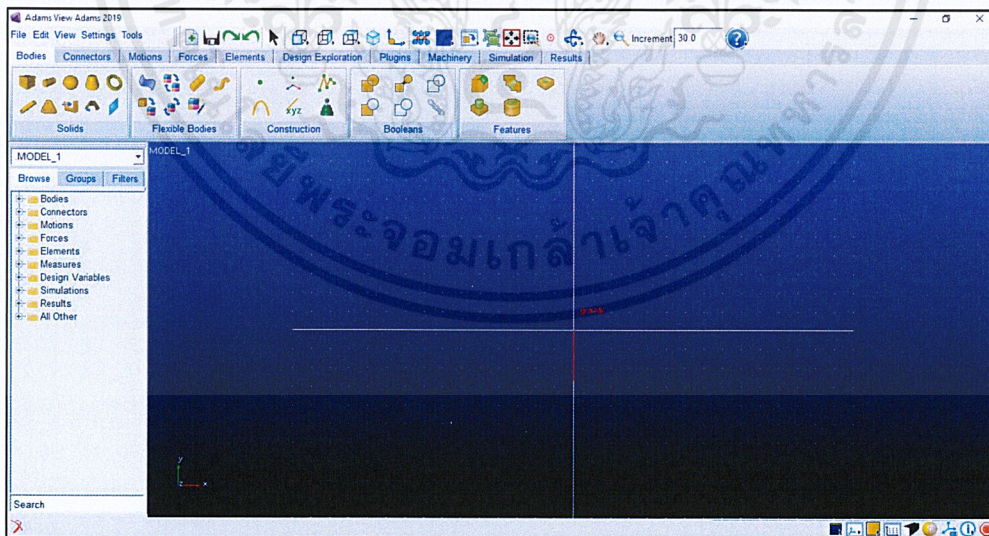 Adams View Adams 2019
File Edit View Settings Tools
Increment 30.0
Bodies Connectors Motions Forces Elements Design Exploration Plugins Machinery Simulation Results
xyz
Solids Flexible Bodies Construction Booleans Features
MODEL_1
MODEL_1
Browse Groups Filters
Bodies
Connectors
Motions
Forces
Elements
Measures
Design Variables
Simulations
Results
All Other
พระจอมเกล้าเจ้าคุณ
y
z x
Search